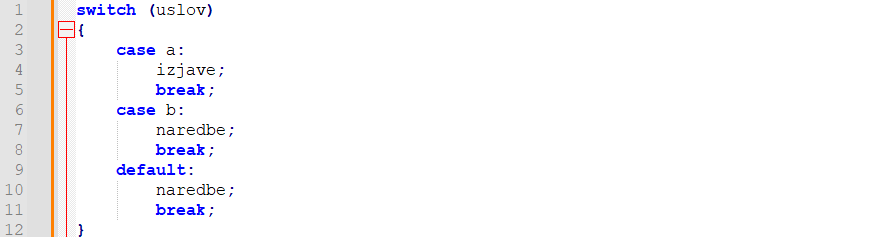 1 switch (uslov)
2 {
3 case a:
4 izjave;
5 break;
6 case b:
7 naredbe;
8 break;
9 default:
10 naredbe;
11 break;
12 }